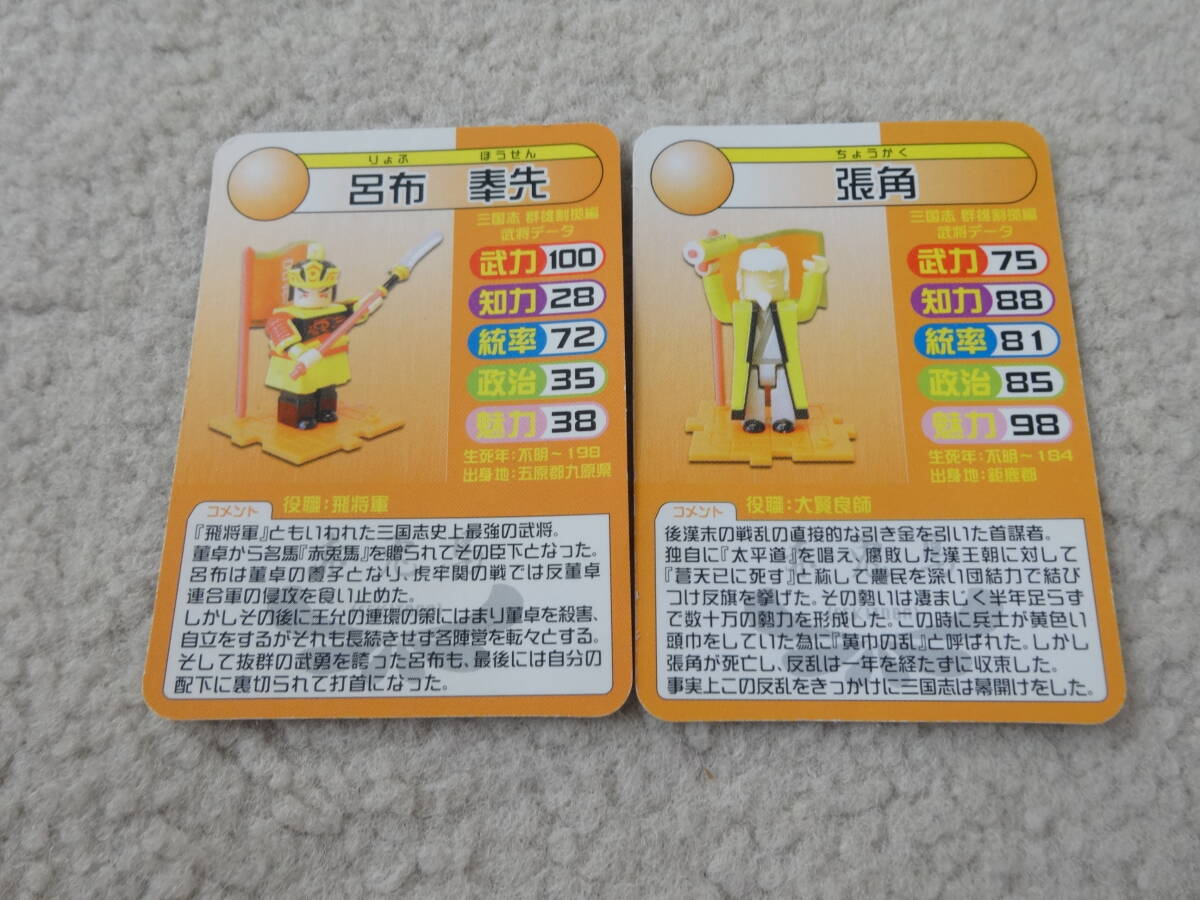 りょふ ほうせん
呂布 奉先
三国志 群雄割拠編
武将データ
武力 100
知力 28
統率 72
政治 35
魅力 38
生死年:不明~198
出身地:五原郡九原県
役職:飛将軍
コメント
『飛将軍』ともいわれた三国志史上最強の武将。
董卓から名馬『赤兎馬』を贈られてその臣下となった。
呂布は董卓の養子となり、虎牢関の戦では反董卓
連合軍の侵攻を食い止めた。
しかしその後に王允の連環の策にはまり董卓を殺害、
自立をするがそれも長続きせず各陣営を転々とする。
そして抜群の武勇を誇った呂布も、最後には自分の
配下に裏切られて打首になった。
ちょうかく
張角
三国志 群雄割拠編
武将データ
武力 75
知力 88
統率 81
政治 85
魅力 98
生死年:不明~184
出身地:鉅鹿郡
役職:大賢良師
コメント
後漢末の戦乱の直接的な引き金を引いた首謀者。
独自に『太平道』を唱え、腐敗した漢王朝に対して
『蒼天已に死す』と称して農民を深い団結力で結び
つけ反旗を挙げた。その勢いは凄まじく半年足らず
で数十万の勢力を形成した。この時に兵士が黄色い
頭巾をしていた為に『黄巾の乱』と呼ばれた。しかし
張角が死亡し、反乱は一年を経たずに収束した。
事実上この反乱をきっかけに三国志は幕開けをした。